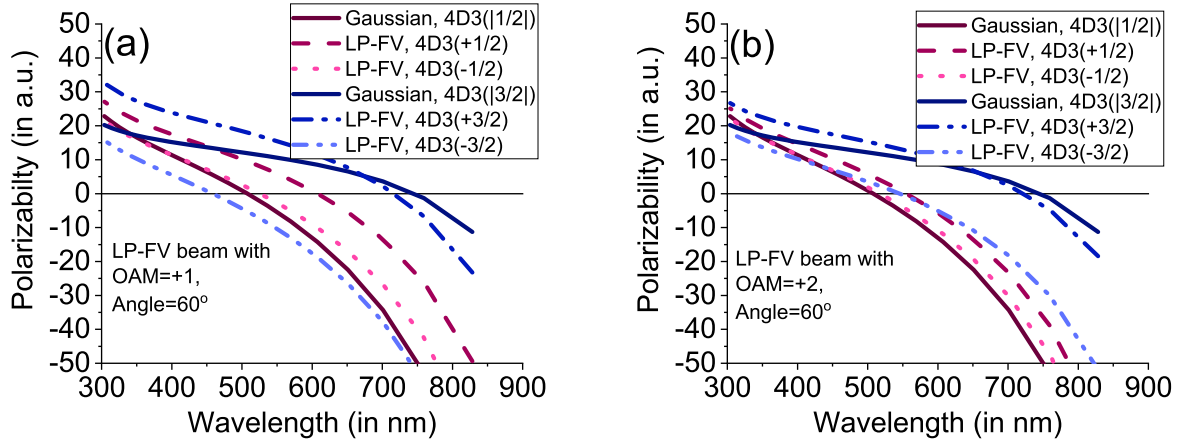 (a)
Polarizabilty (in a.u.)
50
40
30
20
10
0
-10
-20
-30
-40
-50
Gaussian, 4D3(|1/2|)
LP-FV, 4D3(+1/2)
LP-FV, 4D3(-1/2)
Gaussian, 4D3(|3/2|)
LP-FV, 4D3(+3/2)
LP-FV, 4D3(-3/2)
LP-FV beam with
OAM=+1,
Angle=60°
300 400 500 600 700 800 900
Wavelength (in nm)
(b)
Polarizability (in a.u.)
50
40
30
20
10
0
-10
-20
-30
-40
-50
Gaussian, 4D3(|1/2|)
LP-FV, 4D3(+1/2)
LP-FV, 4D3(-1/2)
Gaussian, 4D3(|3/2|)
LP-FV, 4D3(+3/2)
LP-FV, 4D3(-3/2)
LP-FV beam with
OAM=+2,
Angle=60°
300 400 500 600 700 800 900
Wavelength (in nm)